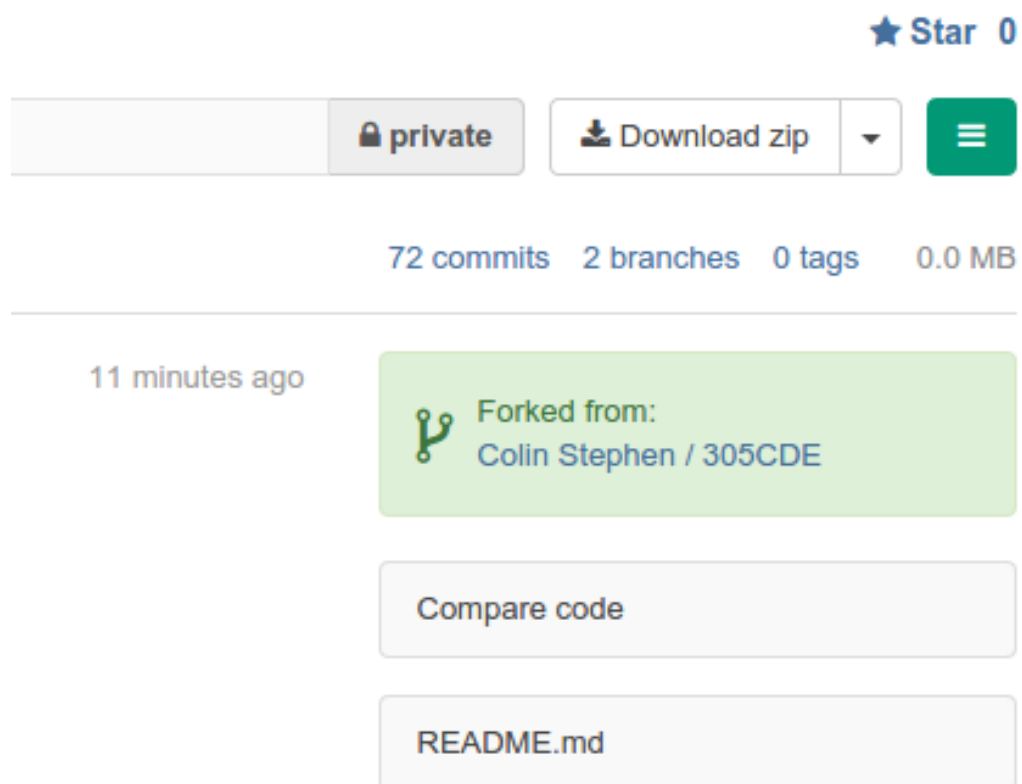 Star 0
private Download zip
72 commits 2 branches 0 tags 0.0 MB
11 minutes ago
Forked from:
Colin Stephen / 305CDE
Compare code
README.md